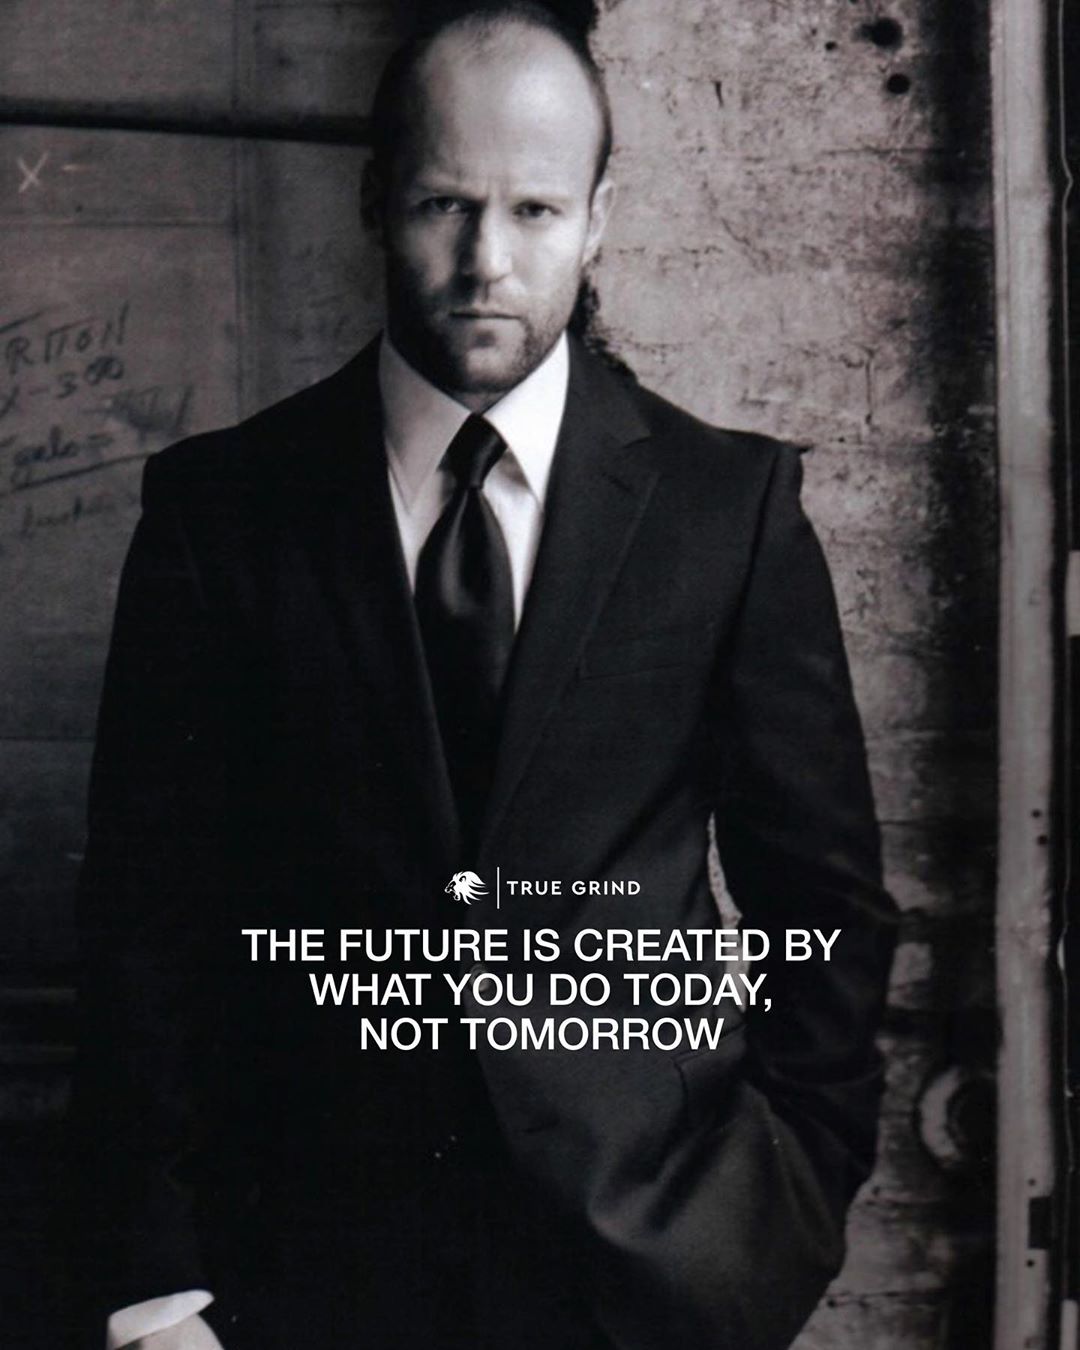 X -
TRUE GRIND
THE FUTURE IS CREATED BY
WHAT YOU DO TODAY,
NOT TOMORROW